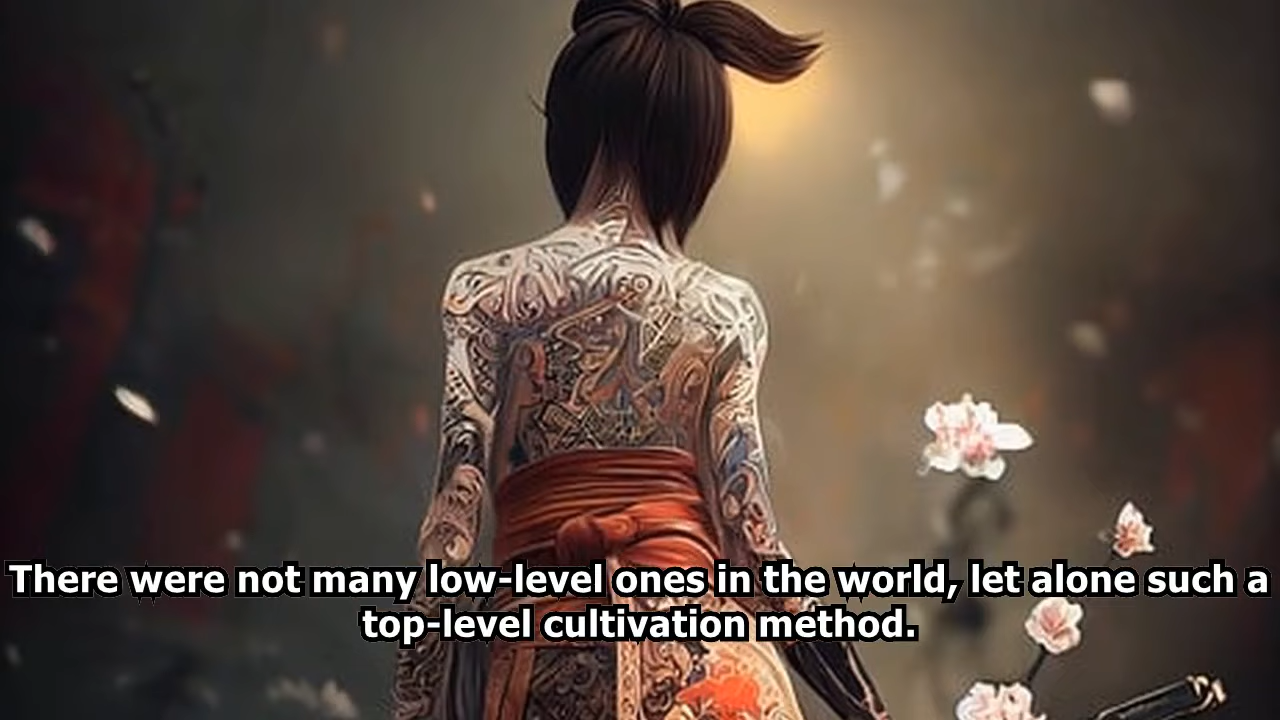 There were not many low-level ones in the world, let alone such a
top-level cultivation method.